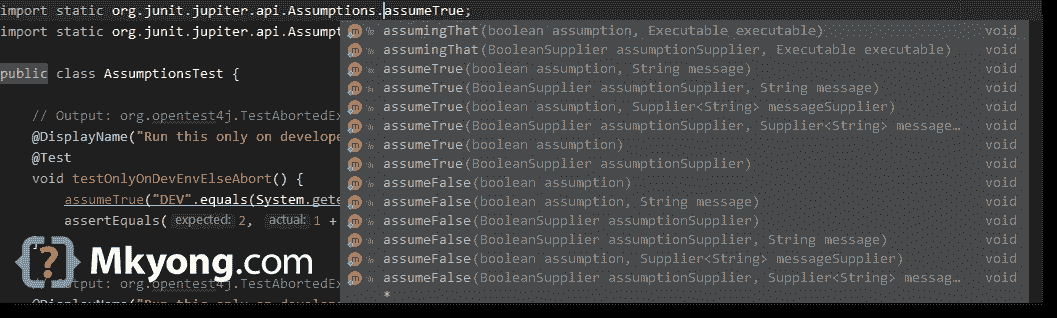 import static org.junit.jupiter.api.Assumptions.assumeTrue;
import static org.junit.jupiter.api.Assumpt
public class AssumptionsTest {
// Output: org.opentest4j.TestAbortedEx
@DisplayName("Run this only on develope
@Test
void testOnlyOnDevEnvElseAbort() {
assumeTrue("DEV".equals(System.gete
assertEquals( expected: 2, actual: 1 +
Output: org.opentest4j.TestAbortedEx
@DisplayName("Run this only on develope
assumingThat(boolean assumption, Executable executable) void
assumingThat(BooleanSupplier assumptionSupplier, Executable executable) void
assumeTrue(boolean assumption, String message) void
assumeTrue(BooleanSupplier assumptionSupplier, String message) void
assumeTrue(boolean assumption, Supplier<String> messageSupplier) void
assumeTrue(BooleanSupplier assumptionSupplier, Supplier<String> message… void
assumeTrue(boolean assumption) void
assumeTrue(BooleanSupplier assumptionSupplier) void
assumeFalse(boolean assumption) void
assumeFalse(boolean assumption, String message) void
assumeFalse(BooleanSupplier assumptionSupplier) void
assumeFalse(BooleanSupplier assumptionSupplier, String message) void
assumeFalse(boolean assumption, Supplier<String> messageSupplier) void
assumeFalse(BooleanSupplier assumptionSupplier, Supplier<String> messag… void
*
Mkyong.com